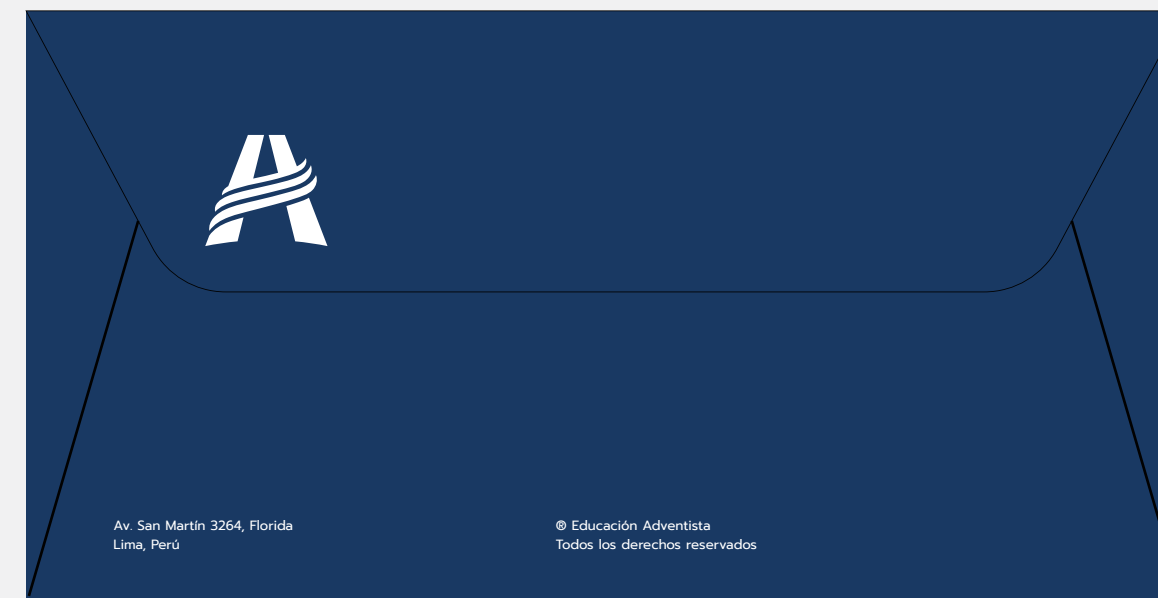 Av. San Martín 3264, Florida
Lima, Perú
® Educación Adventista
Todos los derechos reservados